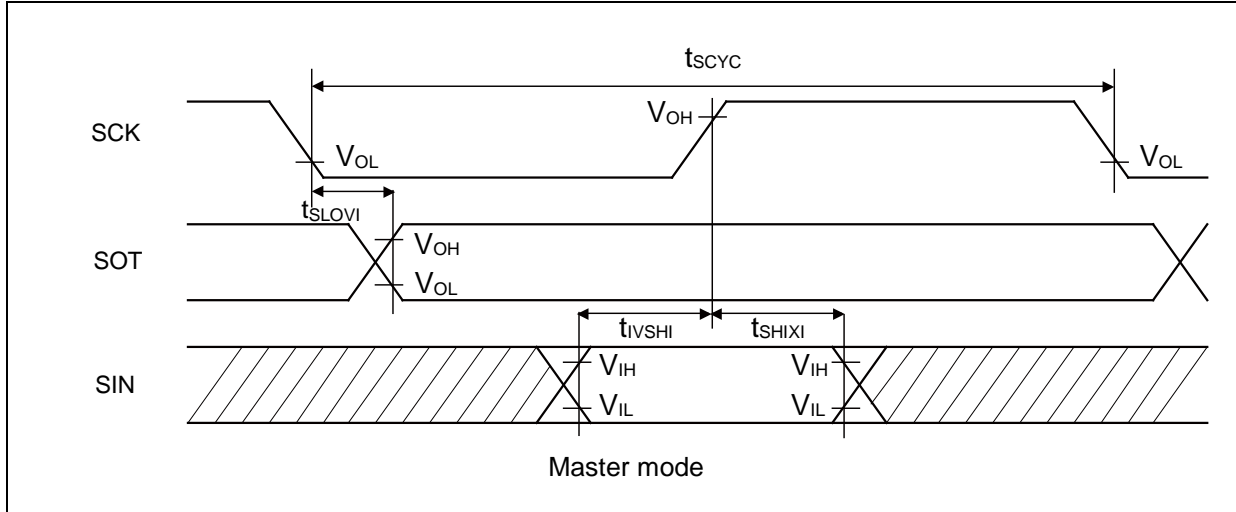 tSCYC
SCK
VOH
VOL
VOL
tSLOVI
SOT
VOH
VOL
tIVSHI
tSHIXI
SIN
VIH
VIH
VIL
VIL
Master mode